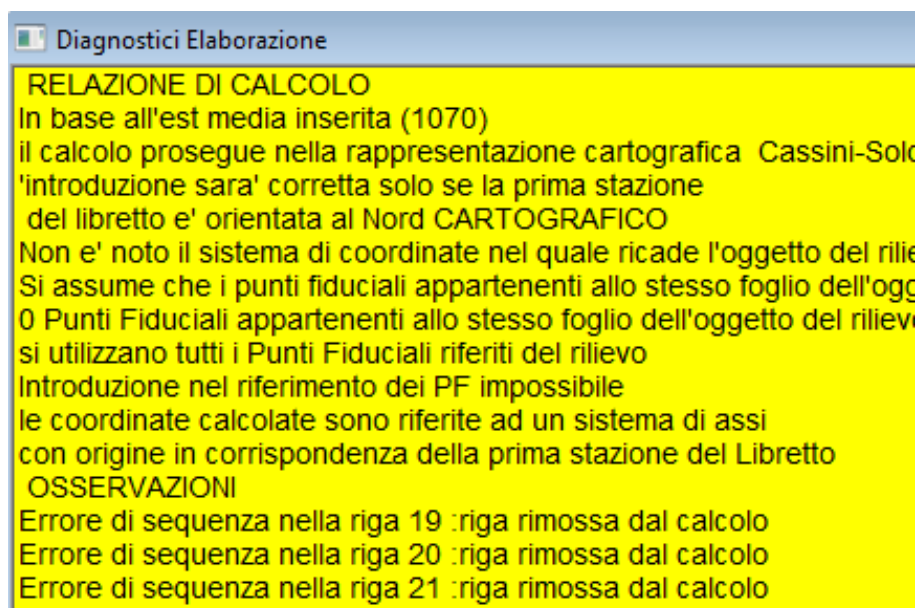 Diagnostici Elaborazione
RELAZIONE DI CALCOLO
In base all'est media inserita (1070)
il calcolo prosegue nella rappresentazione cartografica Cassini-Sold
'introduzione sara' corretta solo se la prima stazione
del libretto e' orientata al Nord CARTOGRAFICO
Non e' noto il sistema di coordinate nel quale ricade l'oggetto del rilie
Si assume che i punti fiduciali appartenenti allo stesso foglio dell'ogg
0 Punti Fiduciali appartenenti allo stesso foglio dell'oggetto del rilievo
si utilizzano tutti i Punti Fiduciali riferiti del rilievo
Introduzione nel riferimento dei PF impossibile
le coordinate calcolate sono riferite ad un sistema di assi
con origine in corrispondenza della prima stazione del Libretto
OSSERVAZIONI
Errore di sequenza nella riga 19 :riga rimossa dal calcolo
Errore di sequenza nella riga 20 :riga rimossa dal calcolo
Errore di sequenza nella riga 21 :riga rimossa dal calcolo